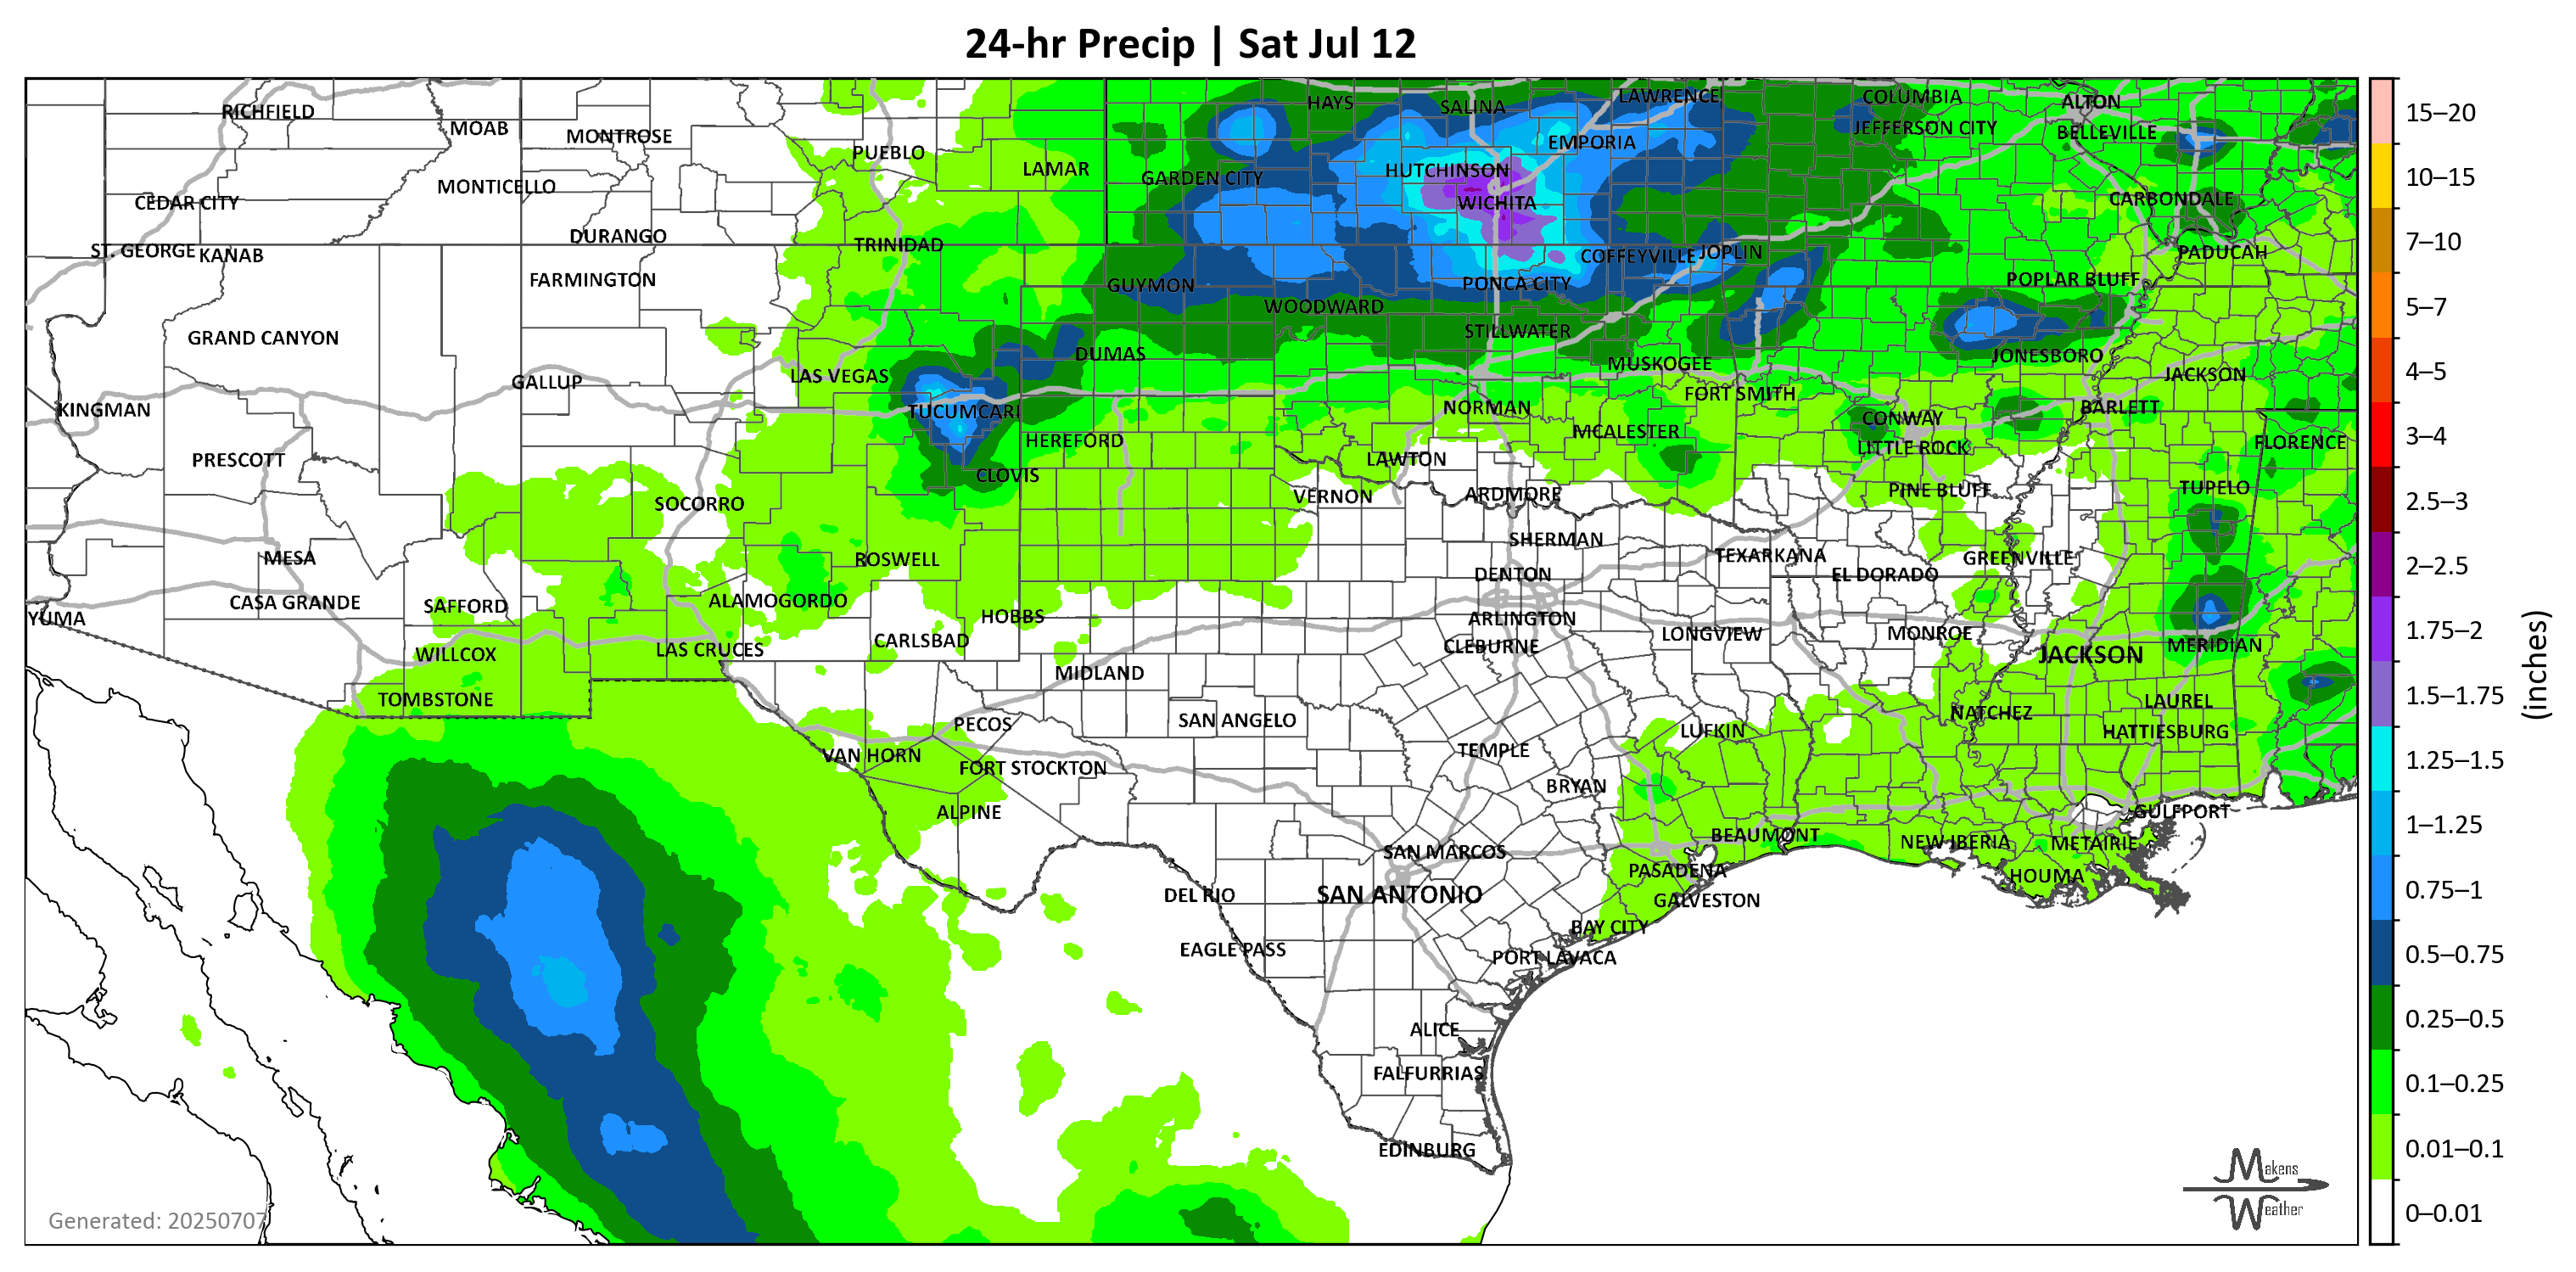 24-hr Precip | Sat Jul 12
RICHFIELD
MOAB
MONTROSE
PUEBLO
LAMAR
HAYS
SALINA
LAWRENCE
COLUMBIA
ALTON
JEFFERSON CITY
BELLEVILLE
EMPORIA
HUTCHINSON
GARDEN CITY
MONTICELLO
CEDAR CITY
WICHITA
CARBONDALE
DURANGO
TRINIDAD
ST. GEORGE
KANAB
COFFEYVILLE
JOPLIN
PADUCAH
FARMINGTON
GUYMON
PONCA CITY
POPLAR BLUFF
WOODWARD
GRAND CANYON
STILLWATER
DUMAS
JONESBORO
MUSKOGEE
GALLUP
LAS VEGAS
JACKSON
FORT SMITH
KINGMAN
TUCUMCARI
NORMAN
BARLETT
CONWAY
MCALESTER
HEREFORD
FLORENCE
LITTLE ROCK
PRESCOTT
LAWTON
CLOVIS
SOCORRO
VERNON
ARDMORE
PINE BLUFF
TUPELO
SHERMAN
MESA
ROSWELL
TEXARKANA
GREENVILLE
DENTON
EL DORADO
CASA GRANDE
SAFFORD
ALAMOGORDO
YUMA
HOBBS
ARLINGTON
CARLSBAD
LONGVIEW
MONROE
WILLCOX
LAS CRUCES
CLEBURNE
JACKSON
MERIDIAN
MIDLAND
TOMBSTONE
LAUREL
PECOS
SAN ANGELO
NATCHEZ
LUFKIN
HATTIESBURG
VAN HORN
TEMPLE
FORT STOCKTON
BRYAN
ALPINE
GULFPORT
BEAUMONT
NEW IBERIA
METAIRIE
SAN MARCOS
PASADENA
HOUMA
DEL RIO
SAN ANTONIO
GALVESTON
BAY CITY
EAGLE PASS
PORT LAVACA
ALICE
FALFURRIAS
EDINBURG
Generated: 20250707
Makens
Weather
15–20
10–15
7–10
5–7
4–5
3–4
2.5–3
2–2.5
1.75–2
1.5–1.75
1.25–1.5
1–1.25
0.75–1
0.5–0.75
0.25–0.5
0.1–0.25
0.01–0.1
0–0.01
(inches)